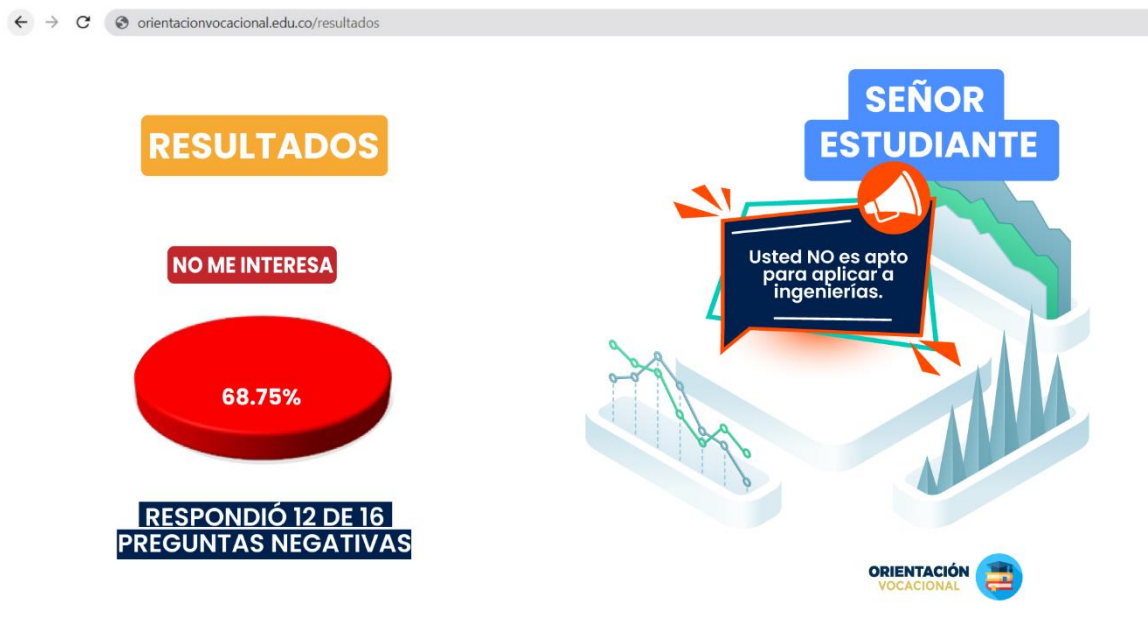 orientacionvocacional.edu.co/resultados
RESULTADOS
NO ME INTERESA
68.75%
RESPONDIÓ 12 DE 16
PREGUNTAS NEGATIVAS
SEÑOR
ESTUDIANTE
Usted NO es apto
para aplicar a
ingenierías.
ORIENTACIÓN
VOCACIONAL